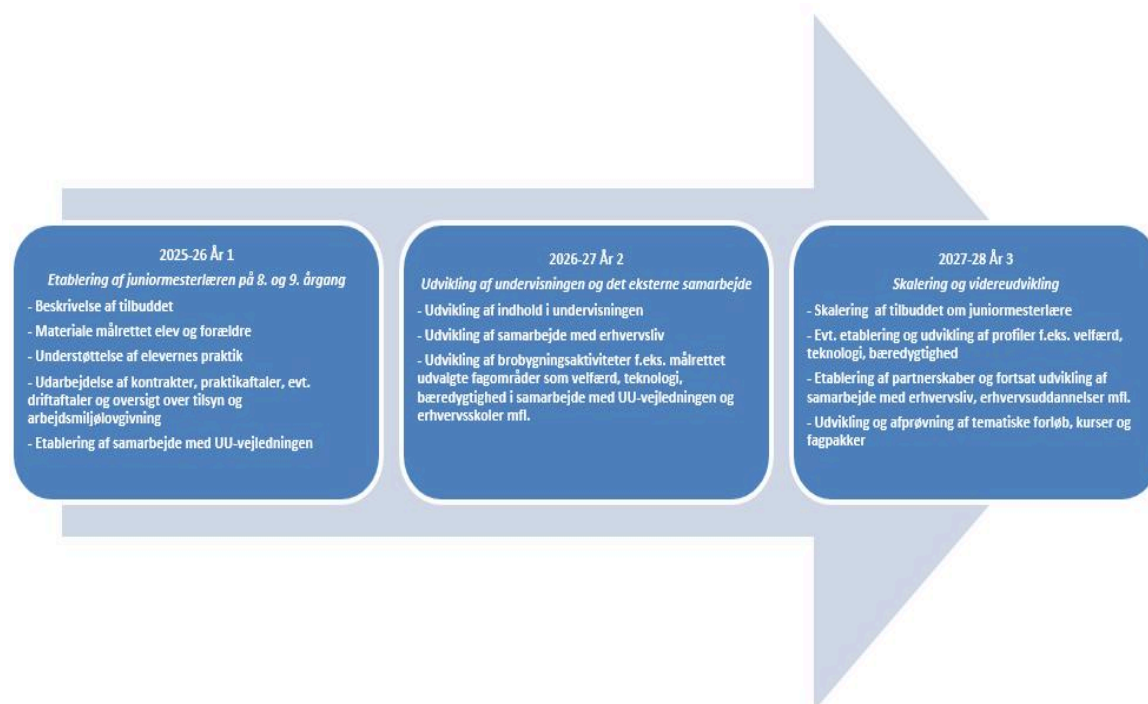 2025-26 År 1
Etablering af juniormesterlæren på 8. og 9. årgang
- Beskrivelse af tilbuddet
- Materiale målrettet elev og forældre
- Understøttelse af elevernes praktik
- Udarbejdelse af kontrakter, praktikaftaler, evt.
driftaftaler og oversigt over tilsyn og
arbejdsmiljølovgivning
- Etablering af samarbejde med UU-vejledningen
2026-27 År 2
Udvikling af undervisningen og det eksterne samarbejde
- Udvikling af indhold i undervisningen
- Udvikling af samarbejde med erhvervsliv
- Udvikling af brobygningsaktiviteter f.eks. målrettet
udvalgte fagområder som velfærd, teknologi,
bæredygtighed i samarbejde med UU-vejledningen og
erhvervsskoler mfl.
2027-28 År 3
Skalering og videreudvikling
- Skalering af tilbuddet om juniormesterlære
- Evt. etablering og udvikling af profiler f.eks. velfærd,
teknologi, bæredygtighed
- Etablering af partnerskaber og fortsat udvikling af
samarbejde med erhvervsliv, erhvervsuddannelser mfl.
- Udvikling og afprøvning af tematiske forløb, kurser og
fagpakker